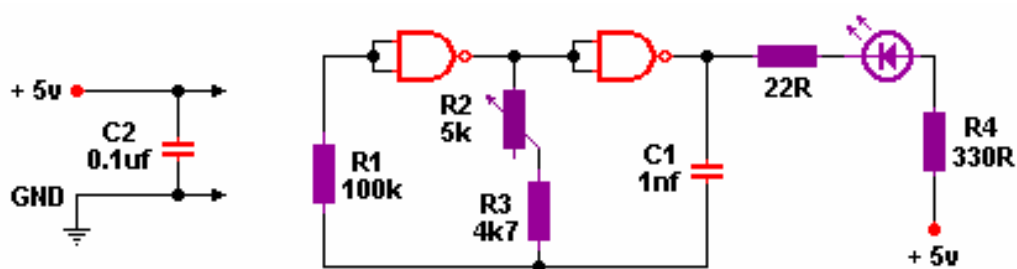 + 5v
C2
0.1uf
GND
R1
100k
R2
5k
R3
4k7
C1
1nf
22R
R4
330R
+ 5v